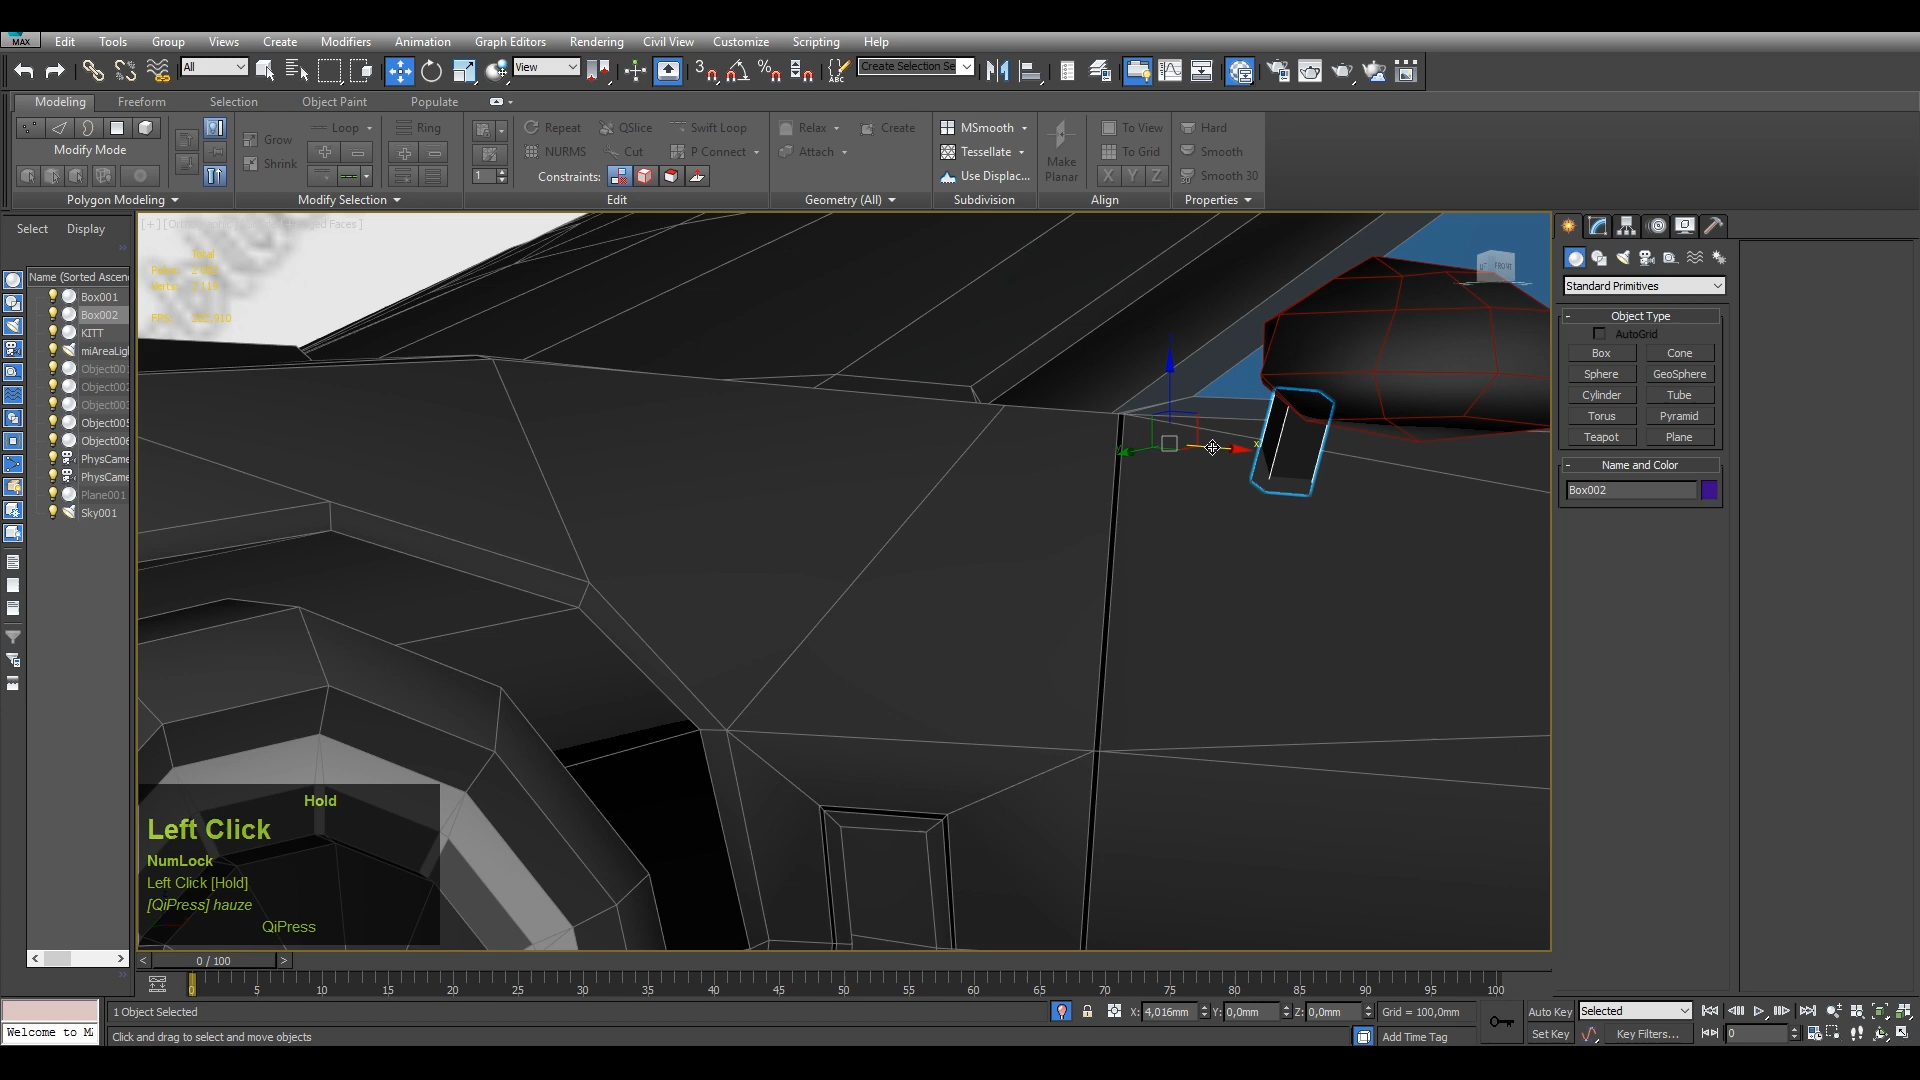 MAX Edit Tools Group Views Create Modifiers Animation Graph Editors Rendering Civil View Customize Scripting Help
All View Create Selection Se
Modeling Freeform Selection Object Paint Populate
Grow Loop Ring Repeat QSlice Swift Loop Relax Create MSmooth To View Hard
Modify Mode Shrink NURMS Cut P Connect Attach Tessellate Make Planar To Grid Smooth
1 Constraints: Use Displac... X Y Z Smooth 30
Polygon Modeling Modify Selection Edit Geometry (All) Subdivision Align Properties
Select Display
Name (Sorted Ascen
Box001
Box002
KITT
miAreaLig
Object00
Object00
Object00
Object005
Object006
PhysCame
PhysCame
Plane001
Sky001
Total
FRONT
x
Standard Primitives
- Object Type
AutoGrid
Box Cone
Sphere GeoSphere
Cylinder Tube
Torus Pyramid
Teapot Plane
- Name and Color
Box002
Hold
Left Click
NumLock
Left Click [Hold]
[QiPress] hauze
QiPress
< 0 / 100 >
0 5 10 15 20 25 30 35 40 45 50 55 60 65 70 75 80 85 90 95 100
1 Object Selected X: 4,016mm Y: 0,0mm Z: 0,0mm Grid = 100,0mm Auto Key Selected
Welcome to M Click and drag to select and move objects Add Time Tag Set Key Key Filters... 0